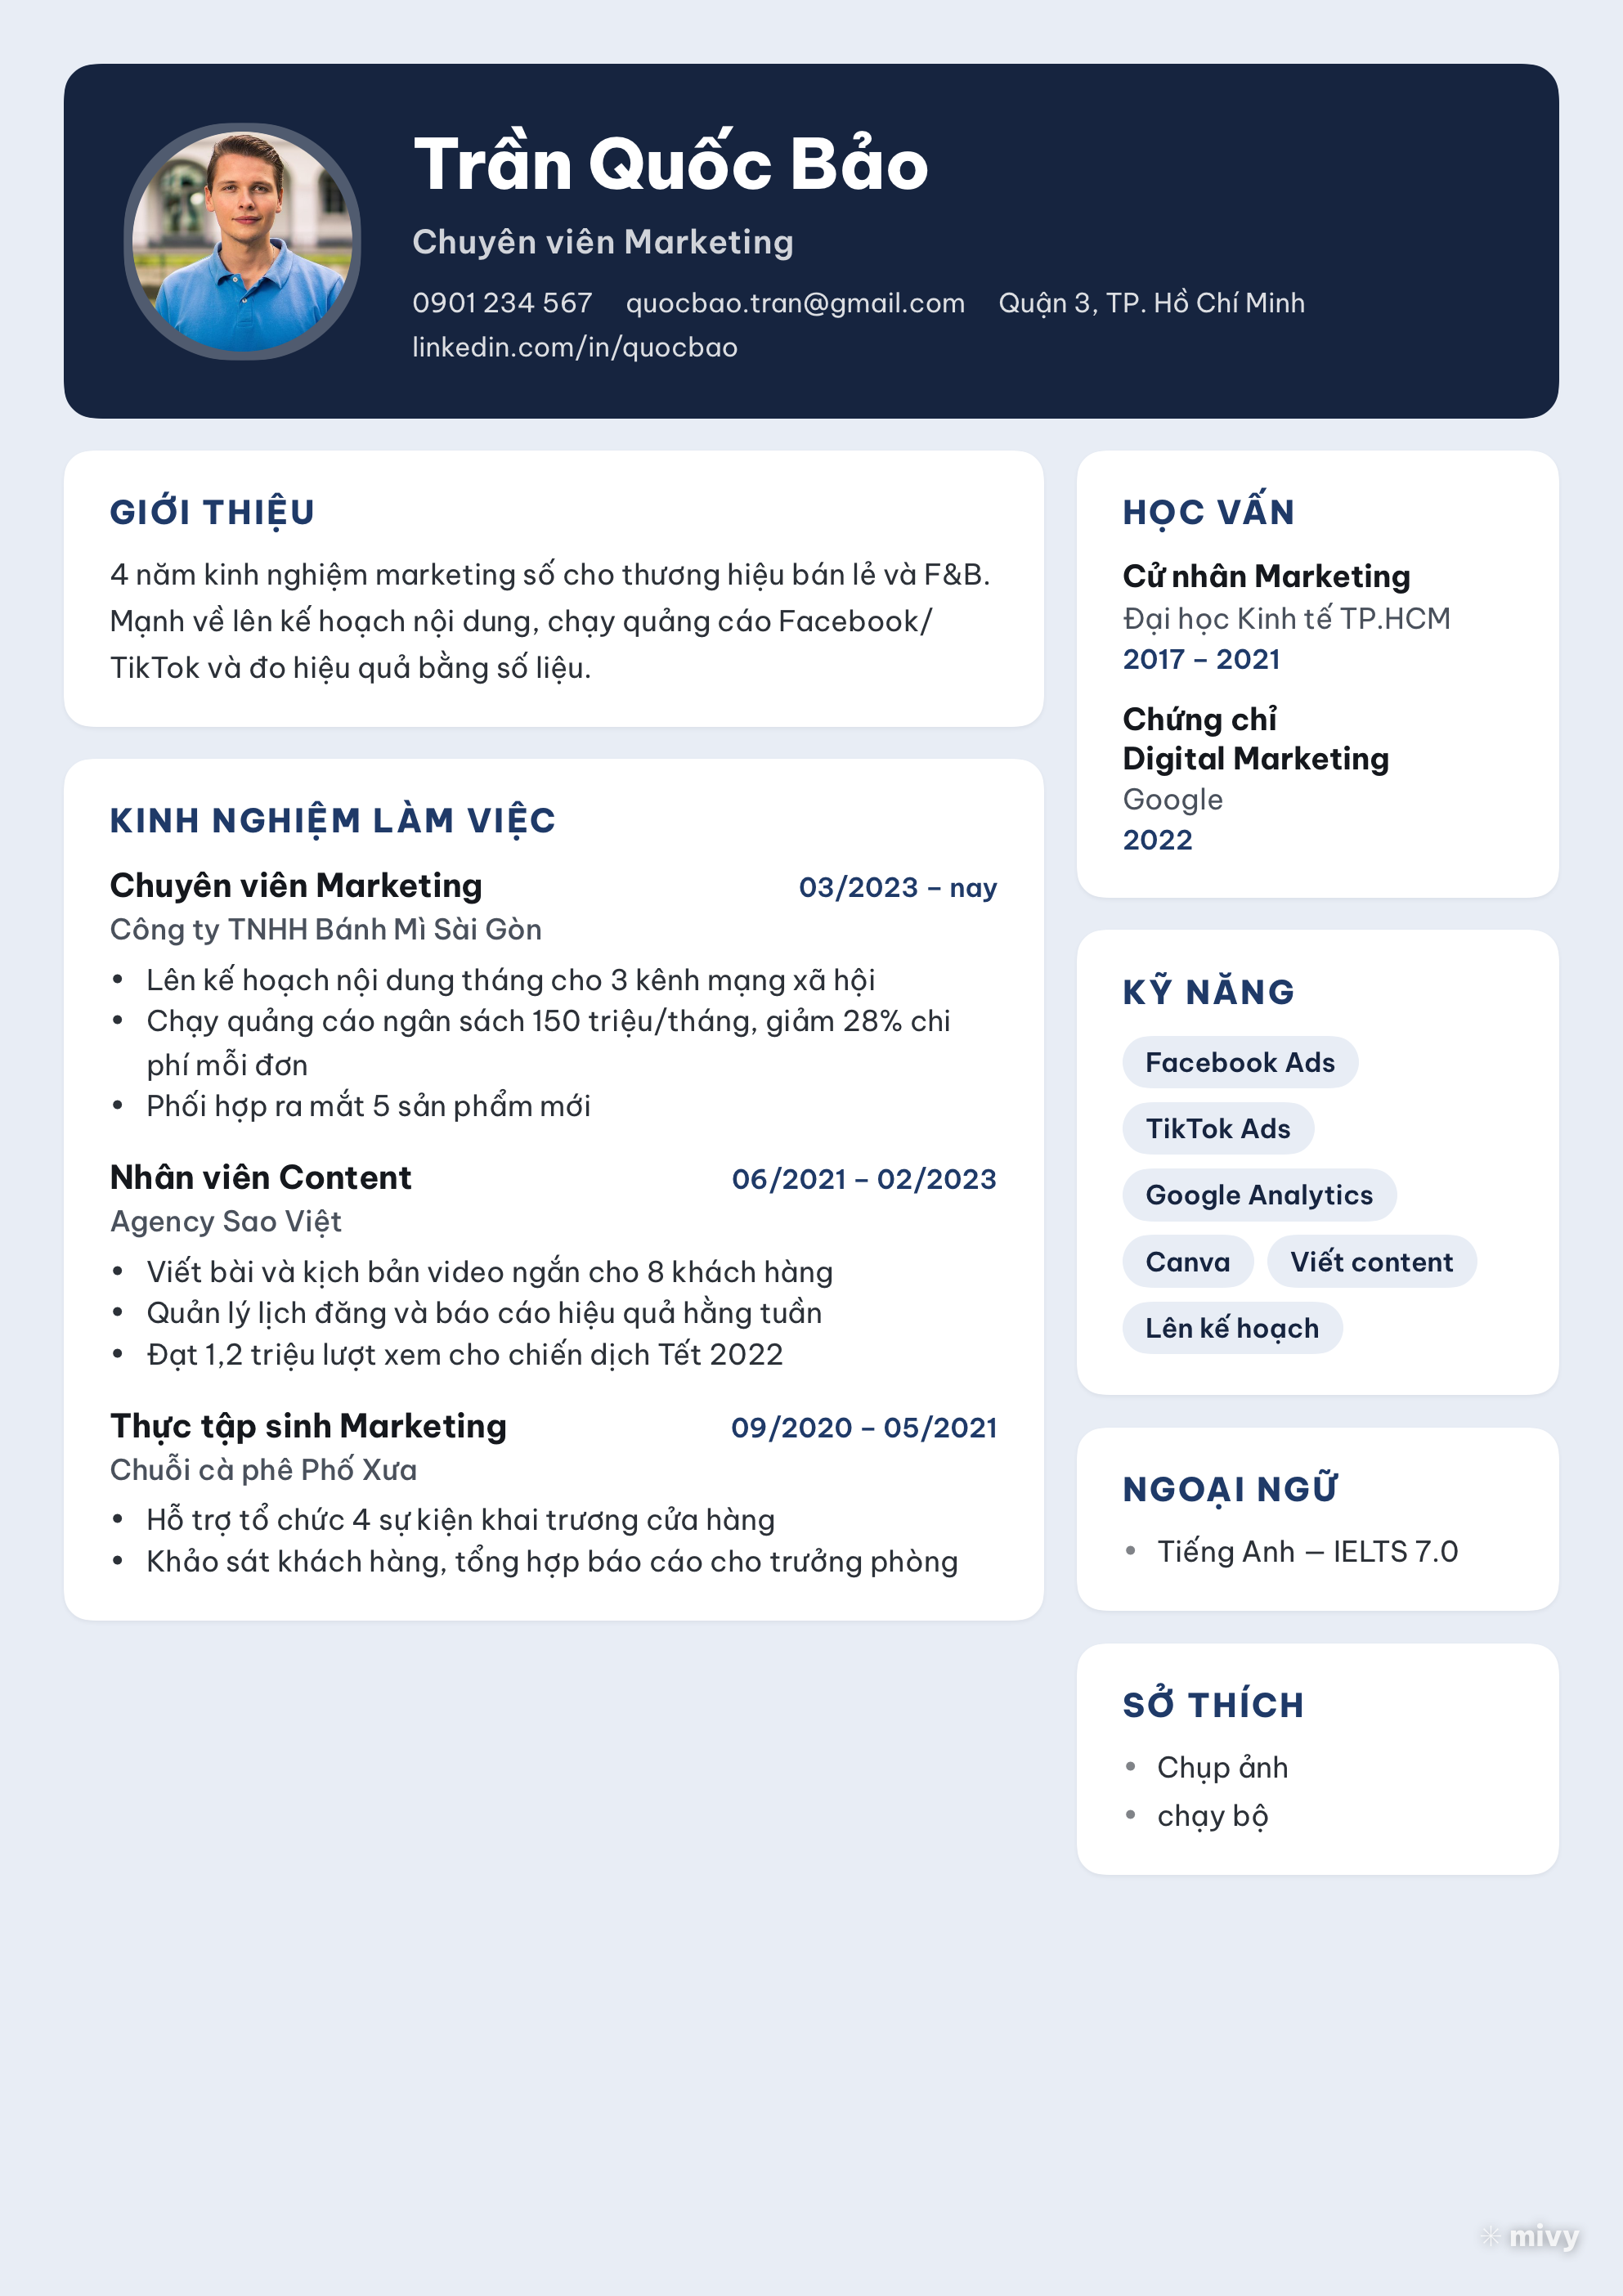 Trần Quốc Bảo
Chuyên viên Marketing
0901 234 567 quocbao.tran@gmail.com Quận 3, TP. Hồ Chí Minh
linkedin.com/in/quocbao
GIỚI THIỆU
4 năm kinh nghiệm marketing số cho thương hiệu bán lẻ và F&B.
Mạnh về lên kế hoạch nội dung, chạy quảng cáo Facebook/
TikTok và đo hiệu quả bằng số liệu.
KINH NGHIỆM LÀM VIỆC
Chuyên viên Marketing 03/2023 – nay
Công ty TNHH Bánh Mì Sài Gòn
• Lên kế hoạch nội dung tháng cho 3 kênh mạng xã hội
• Chạy quảng cáo ngân sách 150 triệu/tháng, giảm 28% chi
phí mỗi đơn
• Phối hợp ra mắt 5 sản phẩm mới
Nhân viên Content 06/2021 – 02/2023
Agency Sao Việt
• Viết bài và kịch bản video ngắn cho 8 khách hàng
• Quản lý lịch đăng và báo cáo hiệu quả hằng tuần
• Đạt 1,2 triệu lượt xem cho chiến dịch Tết 2022
Thực tập sinh Marketing 09/2020 – 05/2021
Chuỗi cà phê Phố Xưa
• Hỗ trợ tổ chức 4 sự kiện khai trương cửa hàng
• Khảo sát khách hàng, tổng hợp báo cáo cho trưởng phòng
HỌC VẤN
Cử nhân Marketing
Đại học Kinh tế TP.HCM
2017 – 2021
Chứng chỉ
Digital Marketing
Google
2022
KỸ NĂNG
Facebook Ads
TikTok Ads
Google Analytics
Canva Viết content
Lên kế hoạch
NGOẠI NGỮ
• Tiếng Anh — IELTS 7.0
SỞ THÍCH
• Chụp ảnh
• chạy bộ
mivy